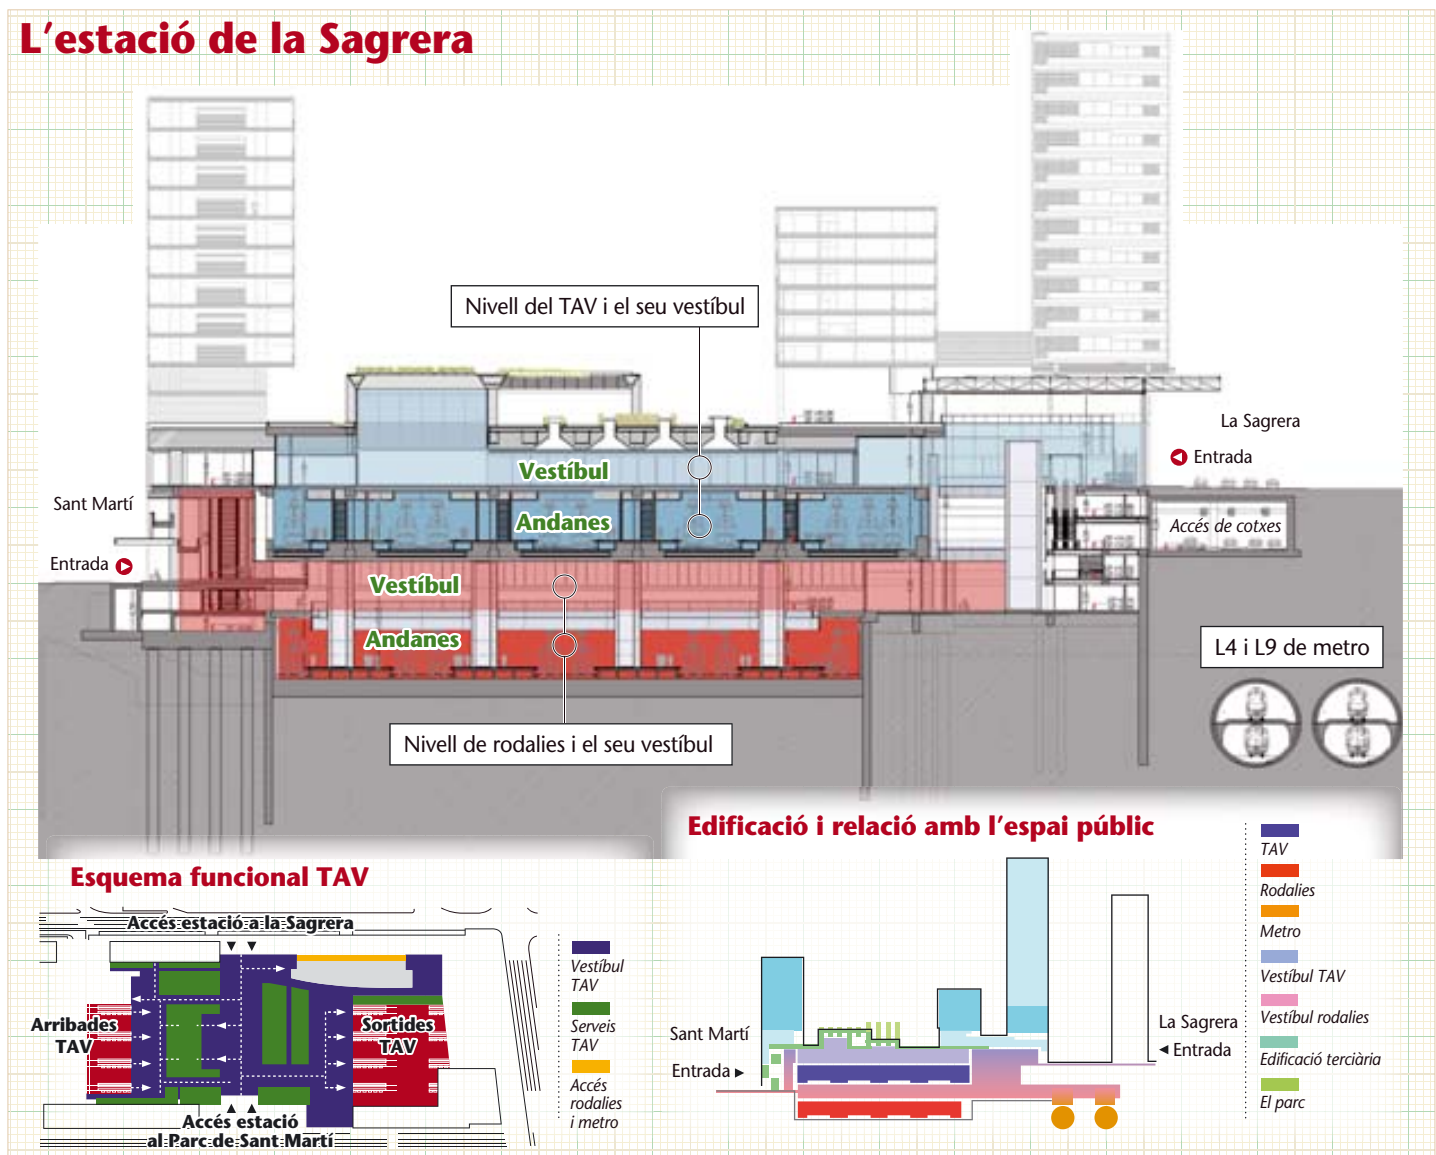 L'estació de la Sagrera
Nivell del TAV i el seu vestíbul
La Sagrera
Entrada
Vestíbul
Sant Martí
Andanes
Accés de cotxes
Entrada
Vestíbul
Andanes
L4 i L9 de metro
Nivell de rodalies i el seu vestíbul
Esquema funcional TAV
Accés estació a la Sagrera
Arribades
TAV
Sortides
TAV
Accés estació
al Parc de Sant Martí
Vestíbul
TAV
Serveis
TAV
Accés
rodalies
i metro
Edificació i relació amb l'espai públic
Sant Martí
Entrada
La Sagrera
Entrada
TAV
Rodalies
Metro
Vestíbul TAV
Vestíbul rodalies
Edificació terciària
El parc